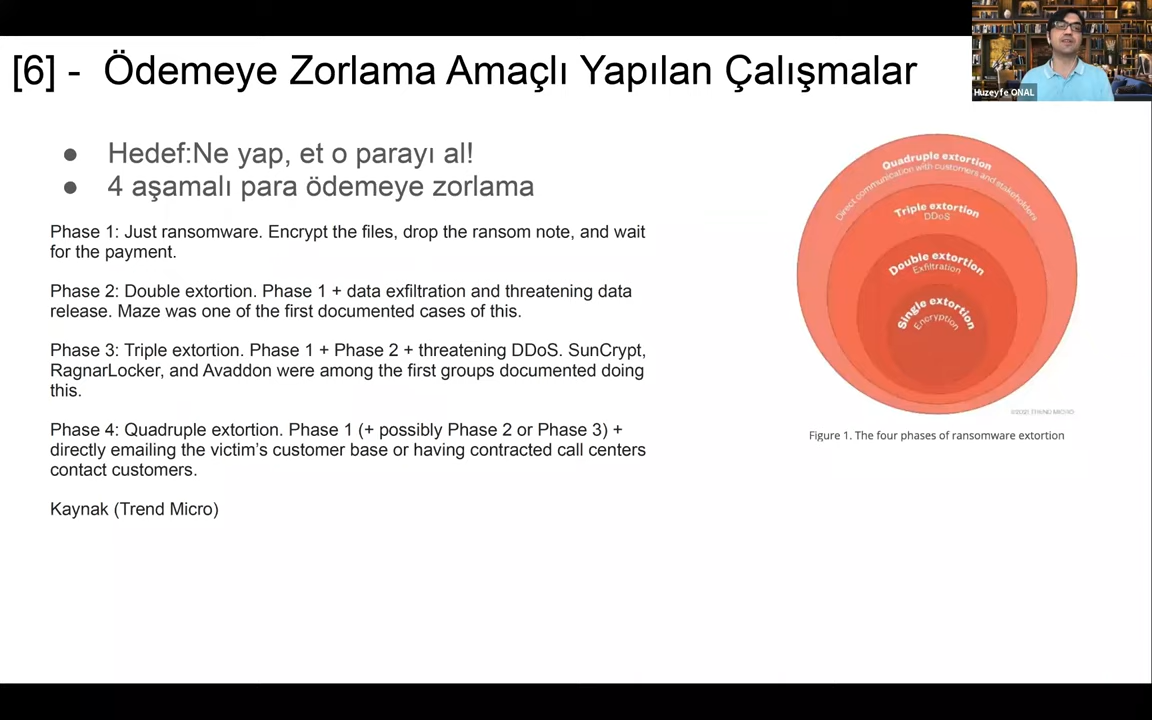 [6] - Ödemeye Zorlama Amaçlı Yapılan Çalışmalar
Huzeyfe ONAL
● Hedef:Ne yap, et o parayı al!
● 4 aşamalı para ödemeye zorlama
Phase 1: Just ransomware. Encrypt the files, drop the ransom note, and wait
for the payment.
Phase 2: Double extortion. Phase 1 + data exfiltration and threatening data
release. Maze was one of the first documented cases of this.
Phase 3: Triple extortion. Phase 1 + Phase 2 + threatening DDoS. SunCrypt,
RagnarLocker, and Avaddon were among the first groups documented doing
this.
Phase 4: Quadruple extortion. Phase 1 (+ possibly Phase 2 or Phase 3) +
directly emailing the victim’s customer base or having contracted call centers
contact customers.
Kaynak (Trend Micro)
Quadruple extortion
Direct communication with customers and stakeholders
Triple extortion
DDoS
Double extortion
Exfiltration
Single extortion
Encryption
©2021 TREND MICRO
Figure 1. The four phases of ransomware extortion